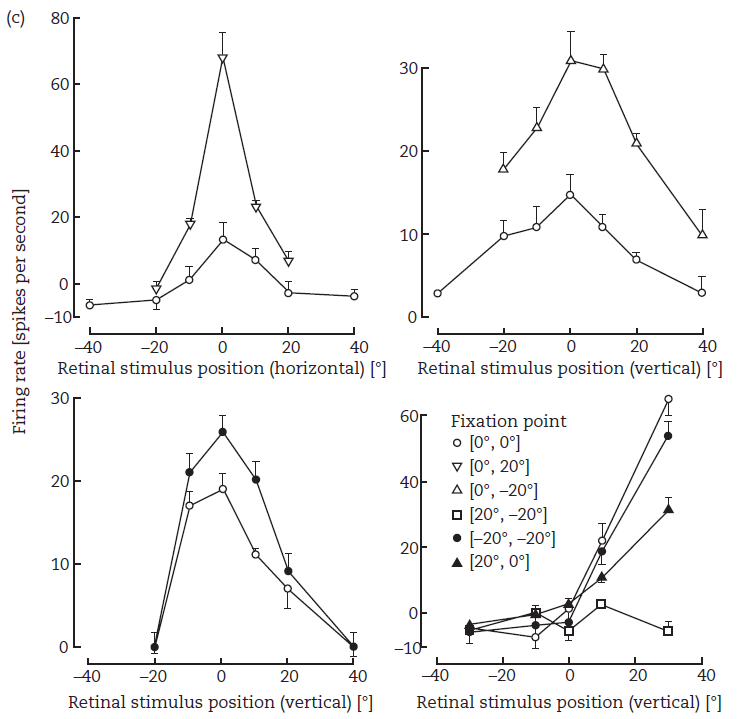 (c)
Firing rate [spikes per second]
80
60
40
20
0
–10
–40 –20 0 20 40
Retinal stimulus position (horizontal) [°]
30
20
10
0
–40 –20 0 20 40
Retinal stimulus position (vertical) [°]
30
20
10
0
–40 –20 0 20 40
Retinal stimulus position (vertical) [°]
60
40
20
0
–10
Fixation point
[0°, 0°]
[0°, 20°]
[0°, –20°]
[20°, –20°]
[–20°, –20°]
[20°, 0°]
–40 –20 0 20 40
Retinal stimulus position (vertical) [°]